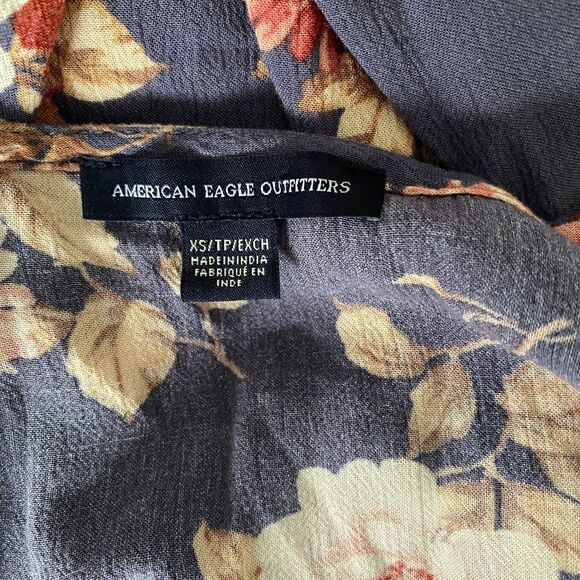 AMERICAN EAGLE OUTFITTERS
XS/TP/EXCH
MADEININDIA
FABRIQUÉ EN
INDE